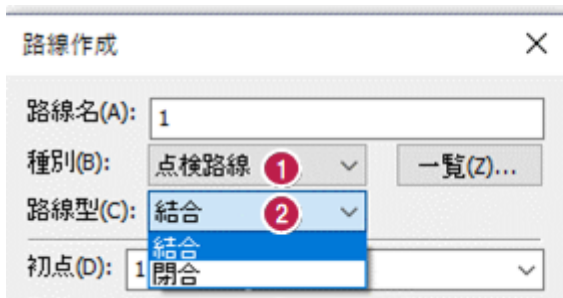 路線作成
路線名(A): 1
種別(B): 点検路線 1 一覧(Z)...
路線型(C): 結合 2
結合
閉合
初点(D): 1